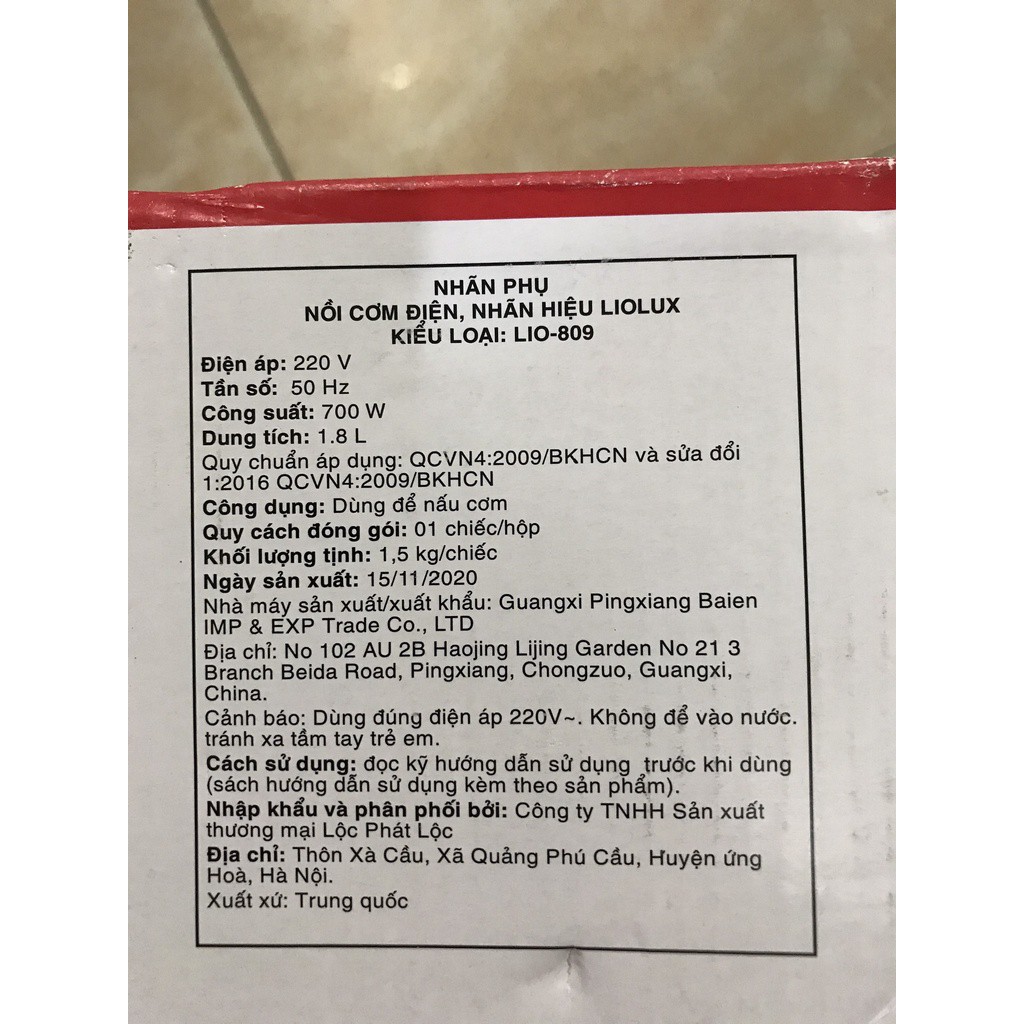 NHÃN PHỤ
NỒI CƠM ĐIỆN, NHÃN HIỆU LIOLUX
KIỂU LOẠI: LIO-809
Điện áp: 220 V
Tần số: 50 Hz
Công suất: 700 W
Dung tích: 1.8 L
Quy chuẩn áp dụng: QCVN4:2009/BKHCN và sửa đổi
1:2016 QCVN4:2009/BKHCN
Công dụng: Dùng để nấu cơm
Quy cách đóng gói: 01 chiếc/hộp
Khối lượng tịnh: 1,5 kg/chiếc
Ngày sản xuất: 15/11/2020
Nhà máy sản xuất/xuất khẩu: Guangxi Pingxiang Baien
IMP & EXP Trade Co., LTD
Địa chỉ: No 102 AU 2B Haojing Lijing Garden No 21 3
Branch Beida Road, Pingxiang, Chongzuo, Guangxi,
China.
Cảnh báo: Dùng đúng điện áp 220V~. Không để vào nước.
tránh xa tầm tay trẻ em.
Cách sử dụng: đọc kỹ hướng dẫn sử dụng trước khi dùng
(sách hướng dẫn sử dụng kèm theo sản phẩm).
Nhập khẩu và phân phối bởi: Công ty TNHH Sản xuất
thương mại Lộc Phát Lộc
Địa chỉ: Thôn Xà Cầu, Xã Quảng Phú Cầu, Huyện ứng
Hoà, Hà Nội.
Xuất xứ: Trung quốc